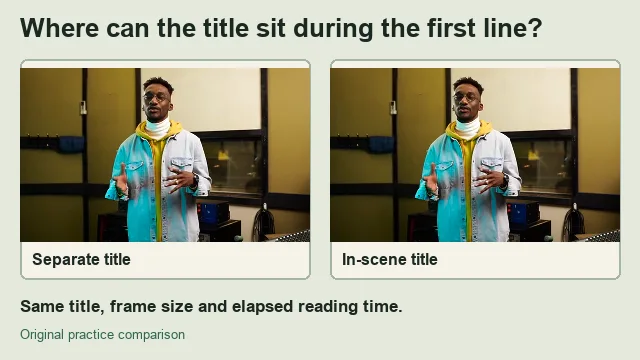 Where can the title sit during the first line?
Separate title
In-scene title
Same title, frame size and elapsed reading time.
Original practice comparison